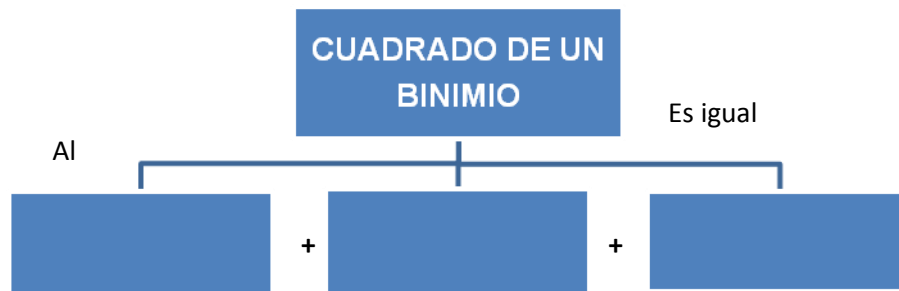 CUADRADO DE UN
BINIMIO
Es igual
Al
+ +